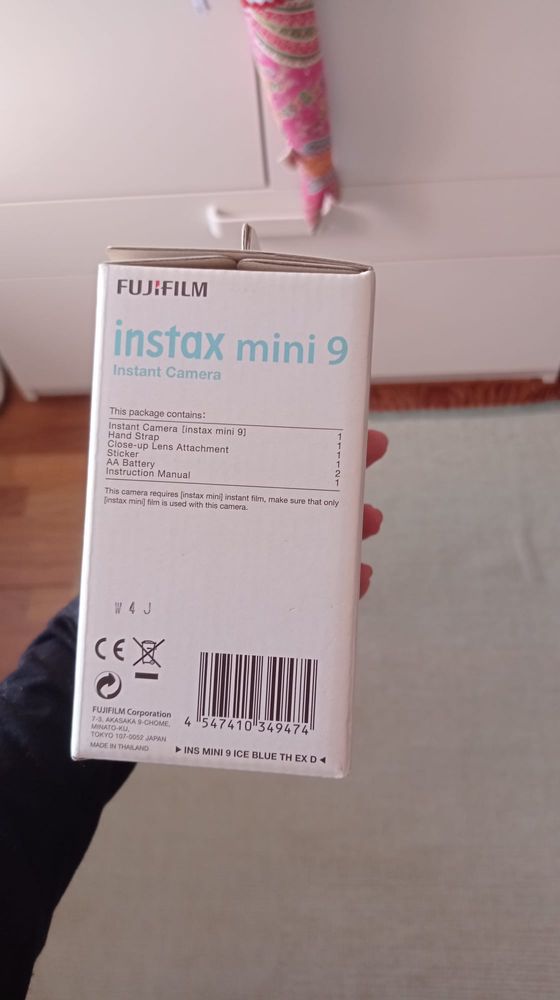 FUJIFILM
instax mini 9
Instant Camera
This package contains:
Instant Camera [instax mini 9] 1
Hand Strap 1
Close-up Lens Attachment 1
Sticker 1
AA Battery 2
Instruction Manual 1
This camera requires [instax mini] instant film, make sure that only
[instax mini] film is used with this camera.
W 4 J
CE
FUJIFILM Corporation
7-3, AKASAKA 9-CHOME,
MINATO-KU,
TOKYO 107-0052 JAPAN
MADE IN THAILAND
4 547410 349474
▶ INS MINI 9 ICE BLUE TH EX D ◀